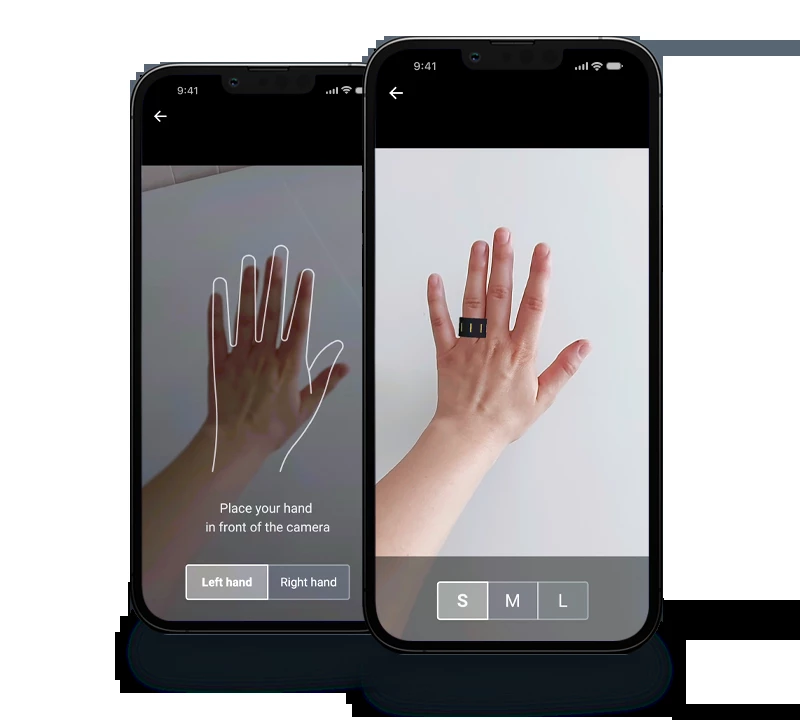 9:41
Place your hand
in front of the camera
Left hand Right hand
9:41
S M L